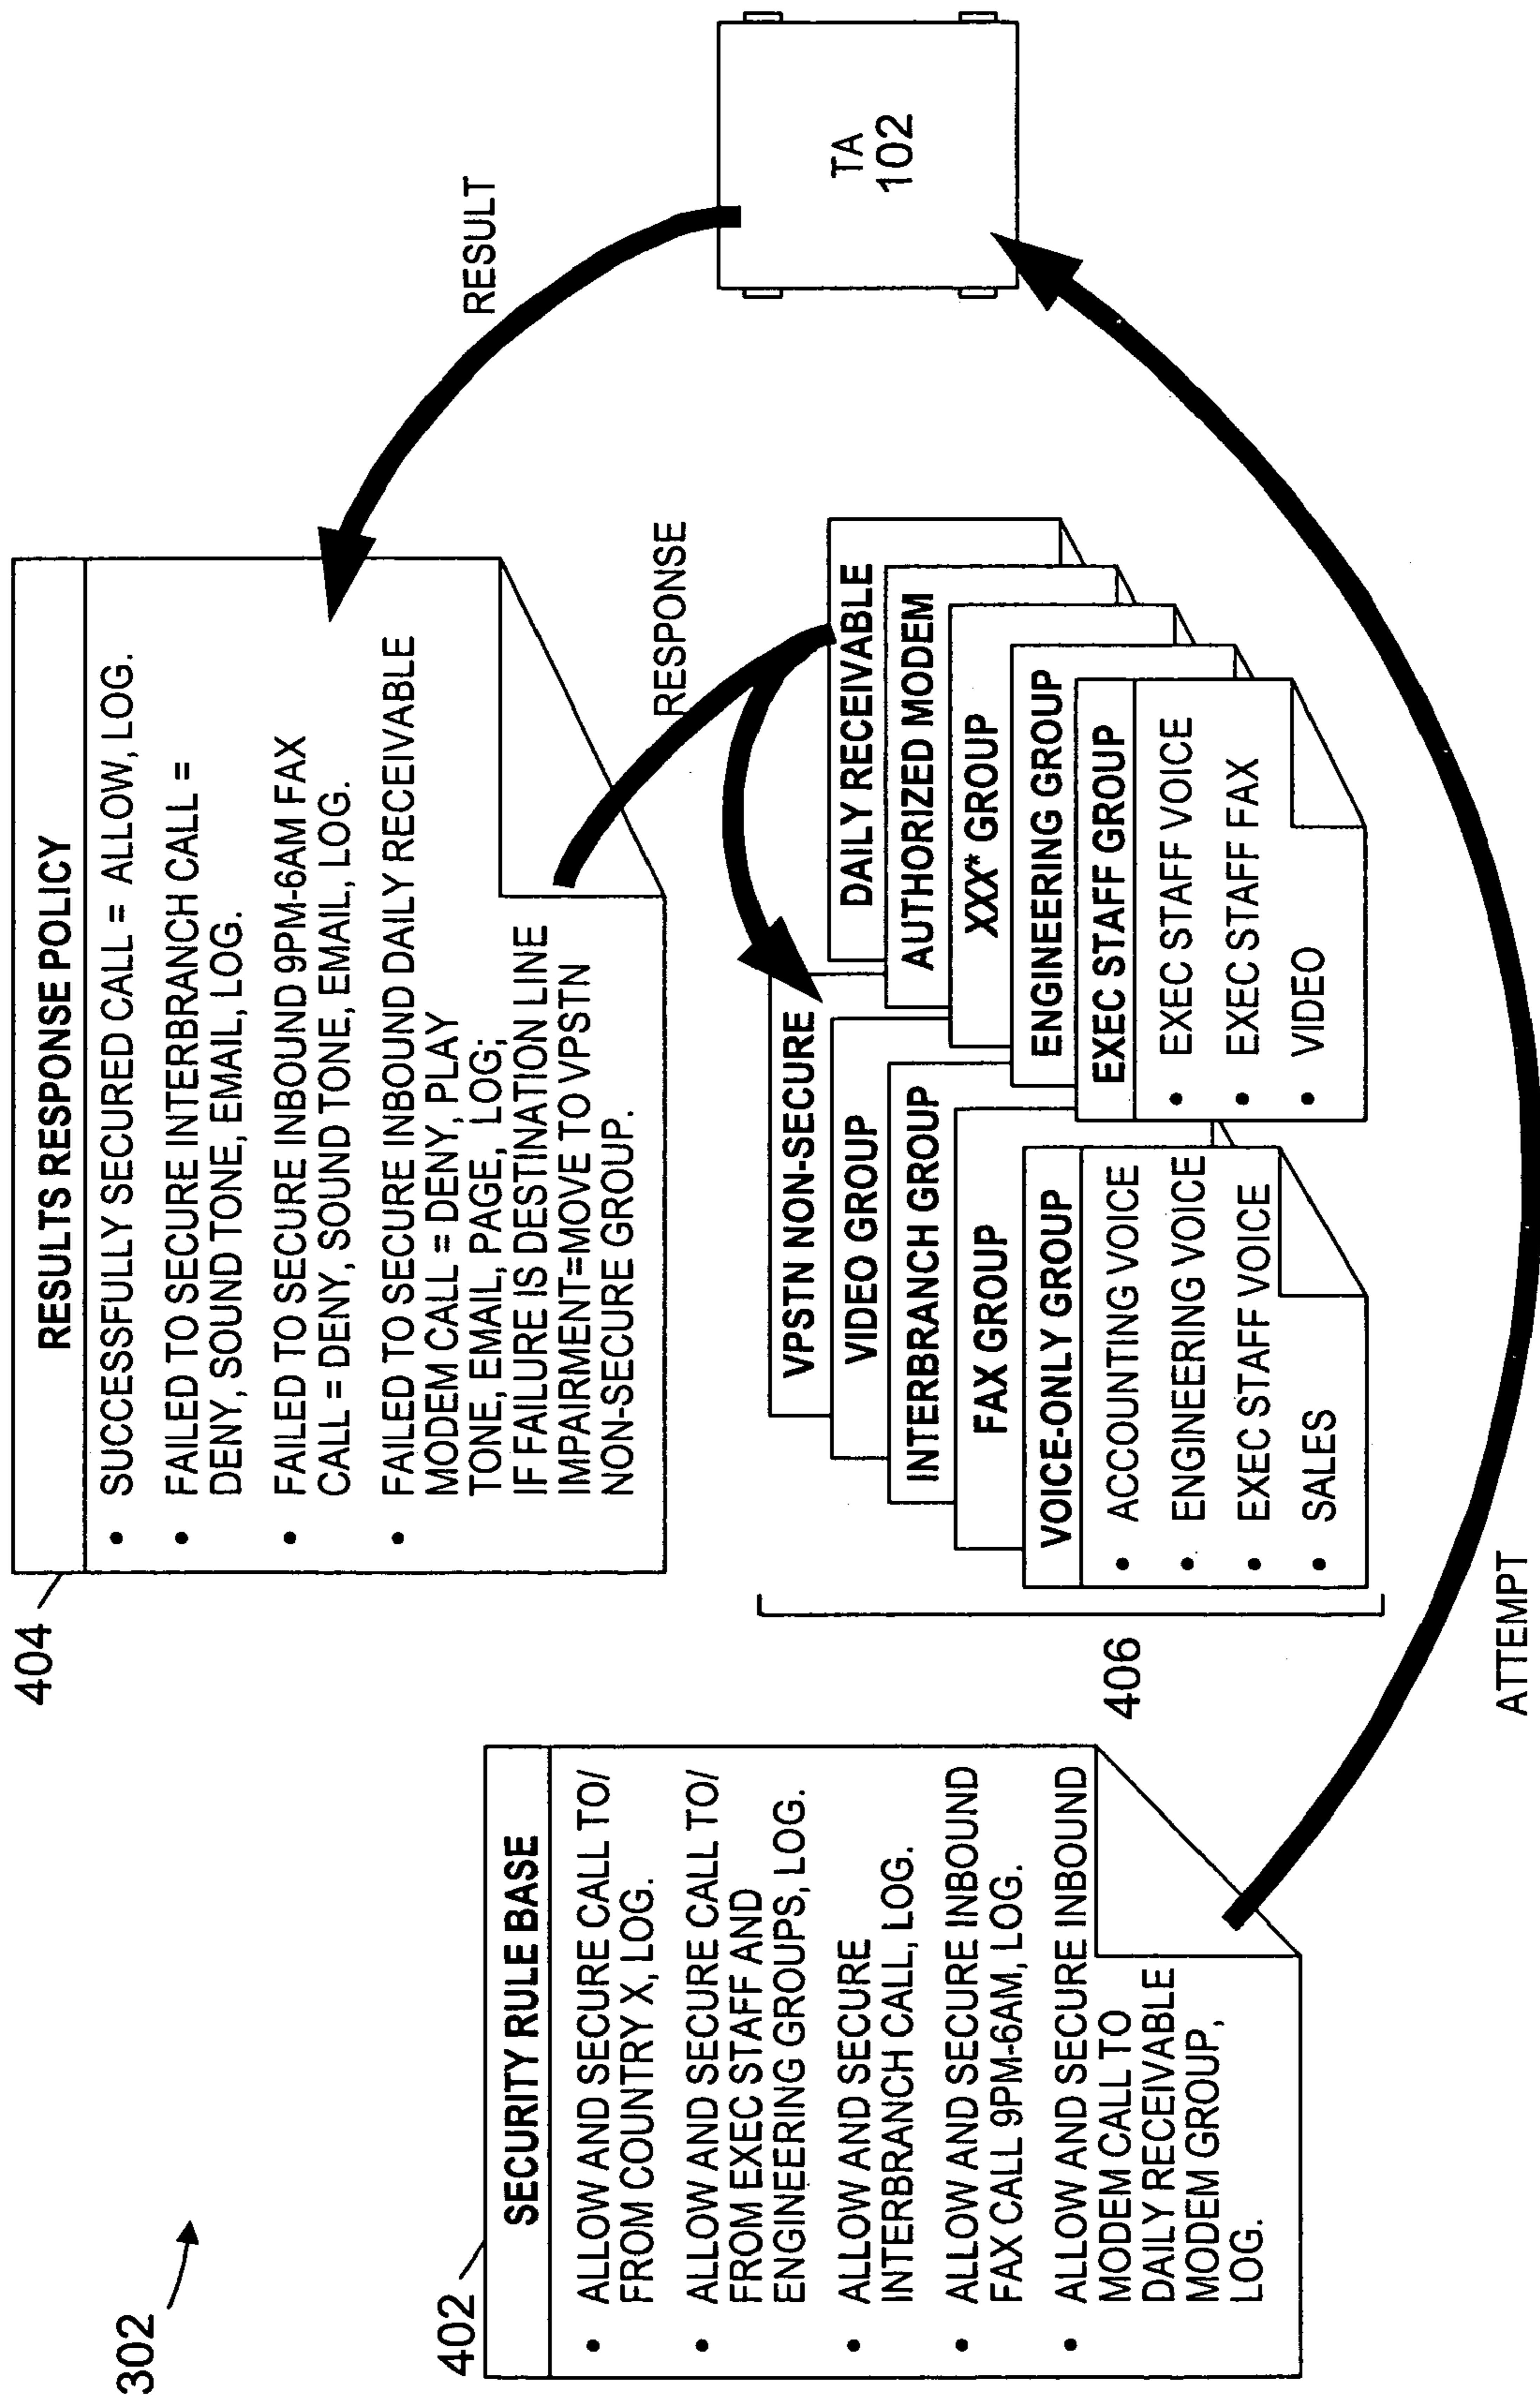 302
402
SECURITY RULE BASE
• ALLOW AND SECURE CALL TO/
FROM COUNTRY X, LOG.
• ALLOW AND SECURE CALL TO/
FROM EXEC STAFF AND
ENGINEERING GROUPS, LOG.
• ALLOW AND SECURE
INTERBRANCH CALL, LOG.
• ALLOW AND SECURE INBOUND
FAX CALL 9PM-6AM, LOG.
• ALLOW AND SECURE INBOUND
MODEM CALL TO
DAILY RECEIVABLE
MODEM GROUP,
LOG.
404
RESULTS RESPONSE POLICY
• SUCCESSFULLY SECURED CALL = ALLOW, LOG.
• FAILED TO SECURE INTERBRANCH CALL =
DENY, SOUND TONE, EMAIL, LOG.
• FAILED TO SECURE INBOUND 9PM-6AM FAX
CALL = DENY, SOUND TONE, EMAIL, LOG.
• FAILED TO SECURE INBOUND DAILY RECEIVABLE
MODEM CALL = DENY, PLAY
TONE, EMAIL, PAGE, LOG;
IF FAILURE IS DESTINATION LINE
IMPAIRMENT=MOVE TO VPSTN
NON-SECURE GROUP.
RESULT
RESPONSE
TA
102
406
VPSTN NON-SECURE
VIDEO GROUP
INTERBRANCH GROUP
FAX GROUP
VOICE-ONLY GROUP
• ACCOUNTING VOICE
• ENGINEERING VOICE
• EXEC STAFF VOICE
• SALES
DAILY RECEIVABLE
AUTHORIZED MODEM
XXX* GROUP
ENGINEERING GROUP
EXEC STAFF GROUP
• EXEC STAFF VOICE
• EXEC STAFF FAX
• VIDEO
ATTEMPT